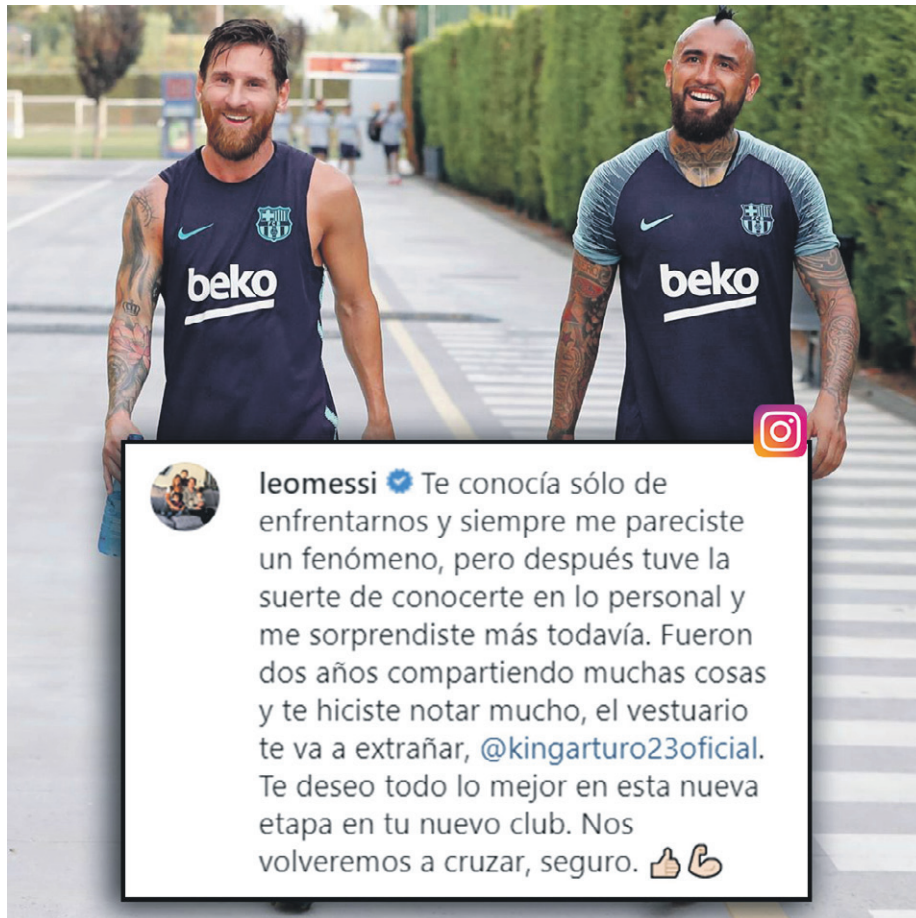 beko
beko
leomessi Te conocía sólo de
enfrentarnos y siempre me pareciste
un fenómeno, pero después tuve la
suerte de conocerte en lo personal y
me sorprendiste más todavía. Fueron
dos años compartiendo muchas cosas
y te hiciste notar mucho, el vestuario
te va a extrañar, @kingarturo23oficial.
Te deseo todo lo mejor en esta nueva
etapa en tu nuevo club. Nos
volveremos a cruzar, seguro. 👍🏻💪🏻